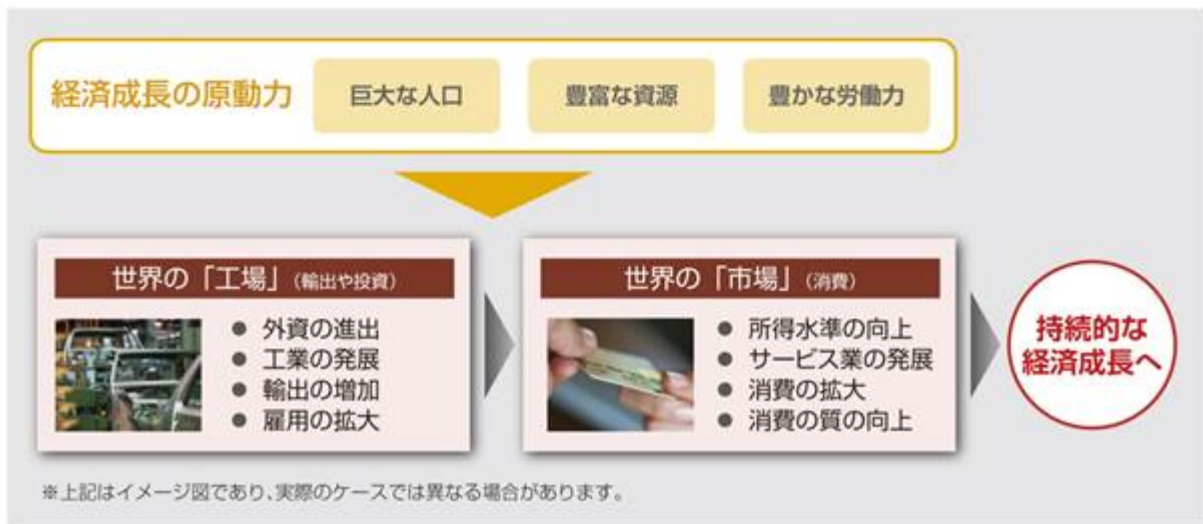 経済成長の原動力
巨大な人口
豊富な資源
豊かな労働力
世界の「工場」(輸出や投資)
● 外資の進出
● 工業の発展
● 輸出の増加
● 雇用の拡大
世界の「市場」(消費)
● 所得水準の向上
● サービス業の発展
● 消費の拡大
● 消費の質の向上
持続的な
経済成長へ
※上記はイメージ図であり、実際のケースでは異なる場合があります。